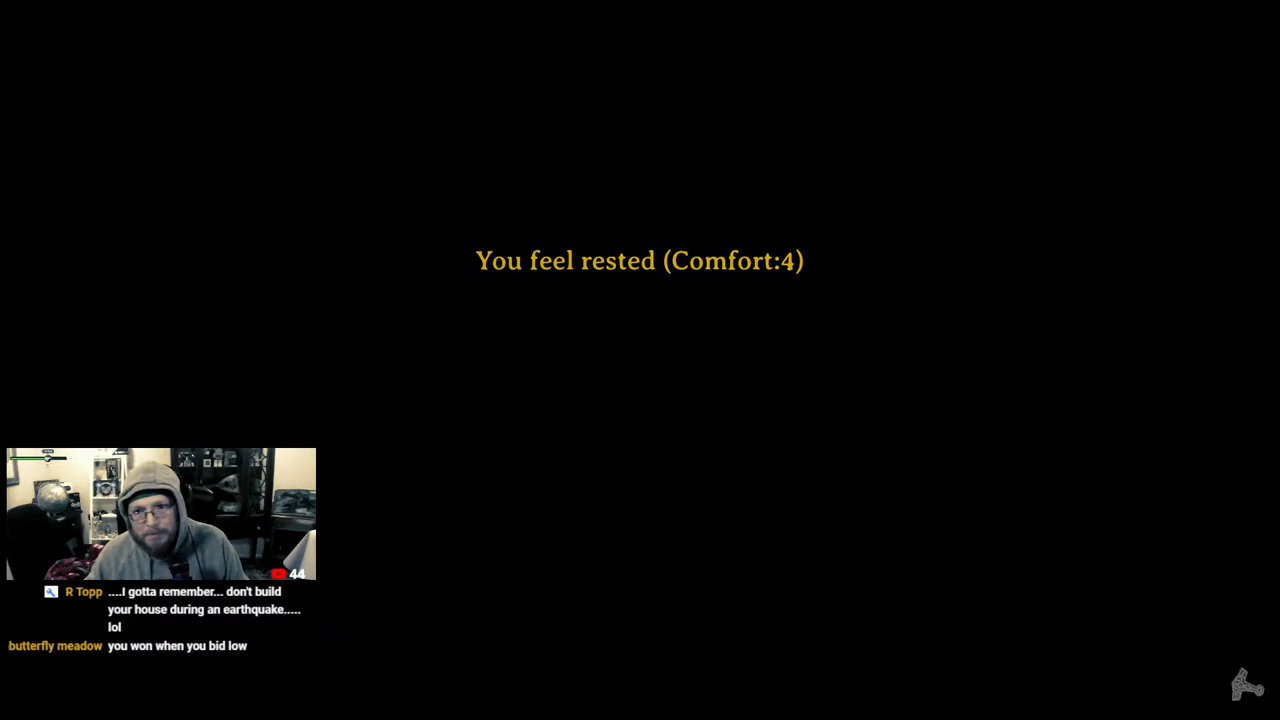 You feel rested (Comfort:4)
44
R Topp ....I gotta remember... don't build
your house during an earthquake.....
lol
butterfly meadow you won when you bid low